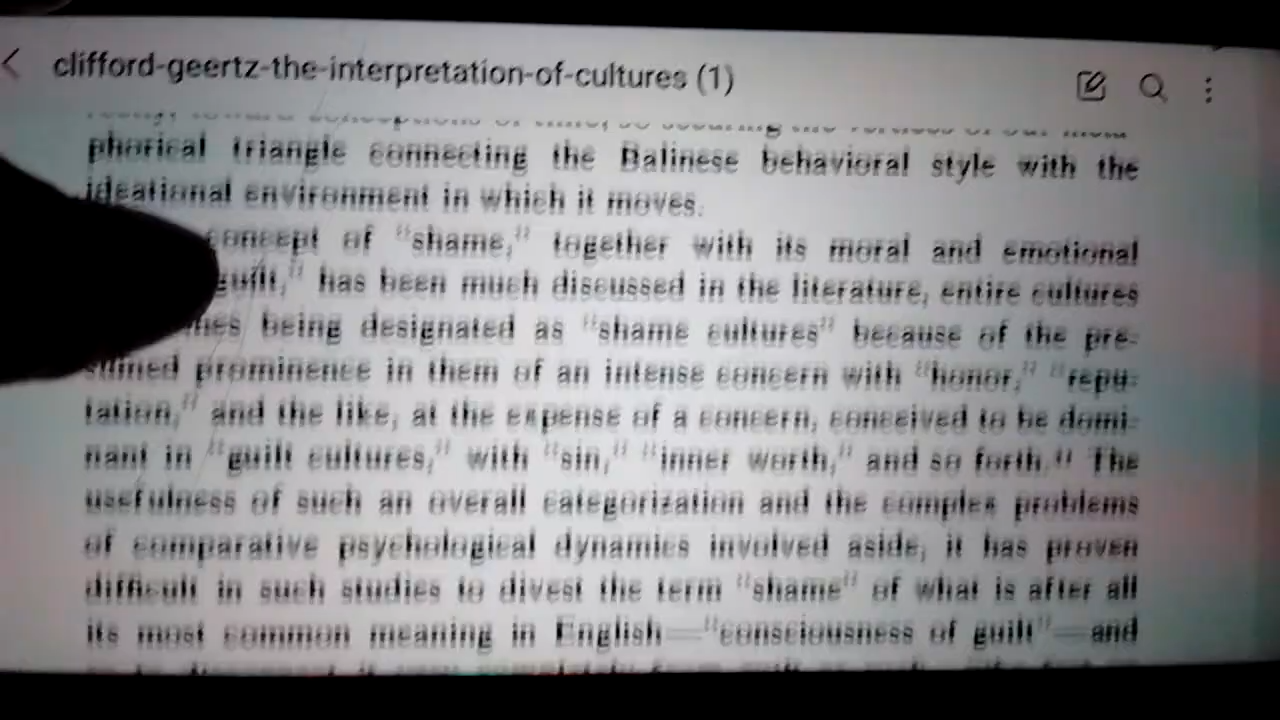 clifford-geertz-the-interpretation-of-cultures (1)
phorical triangle connecting the Balinese behavioral style with the
ideational environment in which it moves.
concept of "shame," together with its moral and emotional
guilt," has been much discussed in the literature, entire cultures
being designated as "shame cultures" because of the pre-
sumed prominence in them of an intense concern with "honor," "repu-
tation," and the like, at the expense of a concern, conceived to be domi-
nant in "guilt cultures," with "sin," "inner worth," and so forth. The
usefulness of such an overall categorization and the complex problems
of comparative psychological dynamics involved aside, it has proven
difficult in such studies to divest the term "shame" of what is after all
its most common meaning in English—"consciousness of guilt"—and